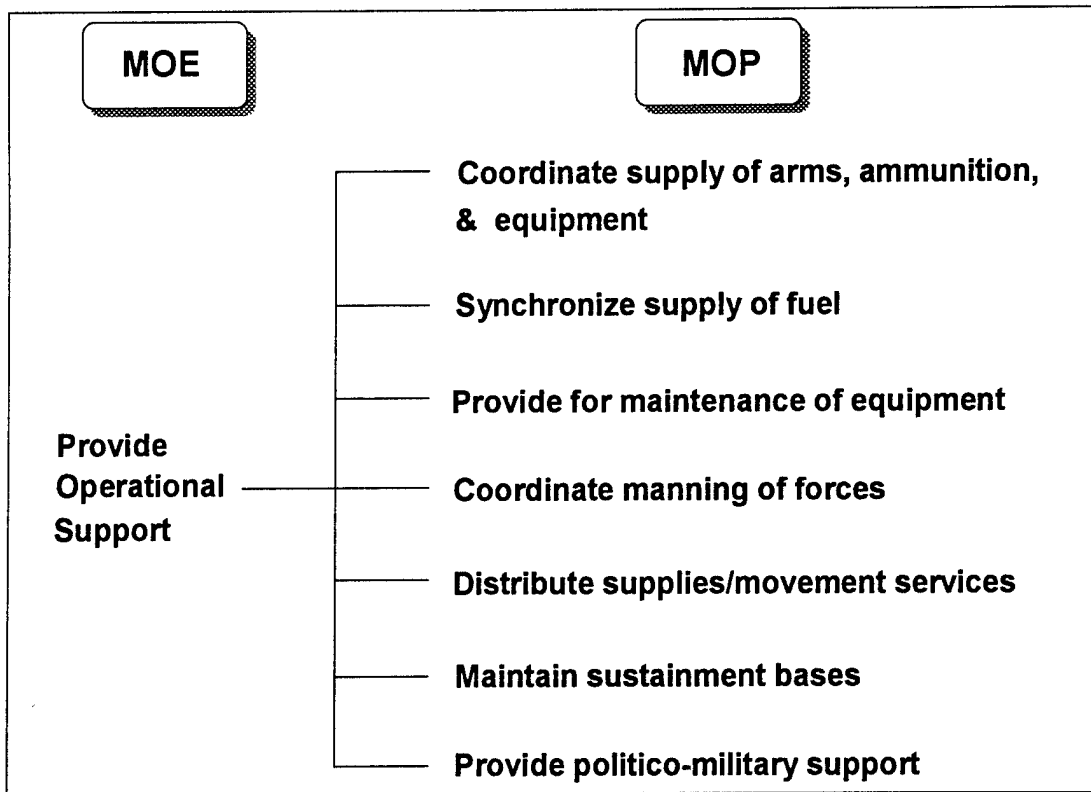 MOE
MOP
Coordinate supply of arms, ammunition,
& equipment
Synchronize supply of fuel
Provide for maintenance of equipment
Provide
Operational
Support
Coordinate manning of forces
Distribute supplies/movement services
Maintain sustainment bases
Provide politico-military support